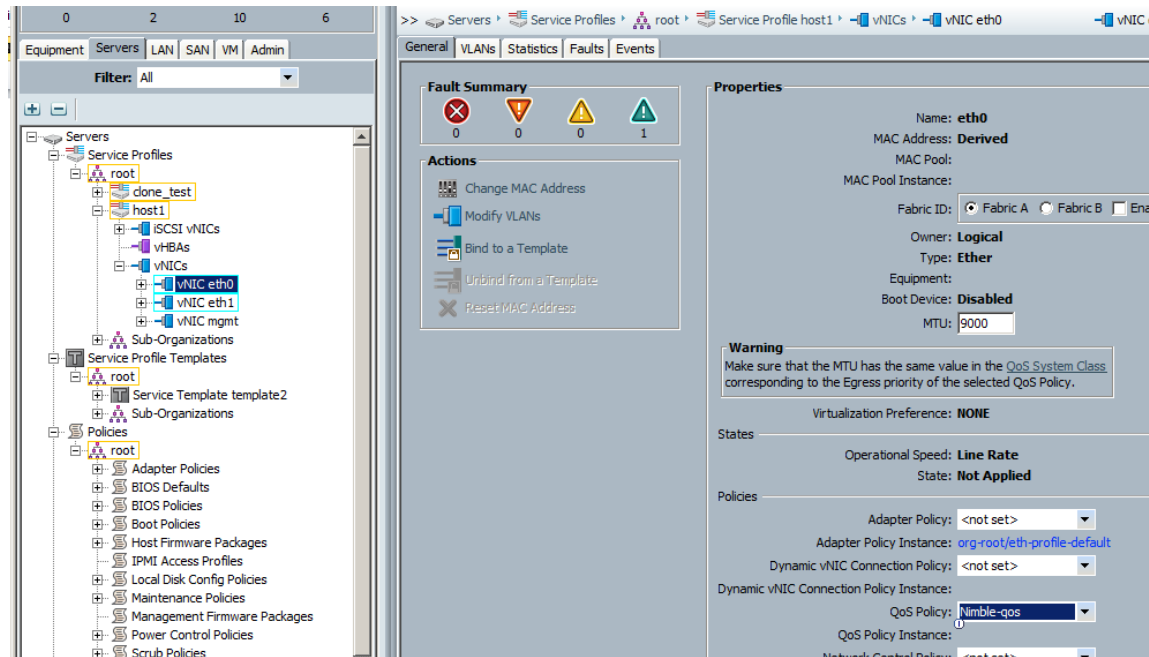 0 2 10 6
Equipment Servers LAN SAN VM Admin
Filter: All
Servers
Service Profiles
root
clone_test
host1
iSCSI vNICs
vHBAs
vNICs
vNIC eth0
vNIC eth1
vNIC mgmt
Sub-Organizations
Service Profile Templates
root
Service Template template2
Sub-Organizations
Policies
root
Adapter Policies
BIOS Defaults
BIOS Policies
Boot Policies
Host Firmware Packages
IPMI Access Profiles
Local Disk Config Policies
Maintenance Policies
Management Firmware Packages
Power Control Policies
Scrub Policies
>> Servers Service Profiles root Service Profile host1 vNICs vNIC eth0 vNIC
General VLANs Statistics Faults Events
Fault Summary
0 0 0 1
Actions
Change MAC Address
Modify VLANs
Bind to a Template
Unbind from a Template
Reset MAC Address
Properties
Name: eth0
MAC Address: Derived
MAC Pool:
MAC Pool Instance:
Fabric ID: Fabric A Fabric B Ena
Owner: Logical
Type: Ether
Equipment:
Boot Device: Disabled
MTU: 9000
Warning
Make sure that the MTU has the same value in the QoS System Class
corresponding to the Egress priority of the selected QoS Policy.
Virtualization Preference: NONE
States
Operational Speed: Line Rate
State: Not Applied
Policies
Adapter Policy: <not set>
Adapter Policy Instance: org-root/eth-profile-default
Dynamic vNIC Connection Policy: <not set>
Dynamic vNIC Connection Policy Instance:
QoS Policy: Nimble-qos
QoS Policy Instance:
Network Control Policy: <not set>